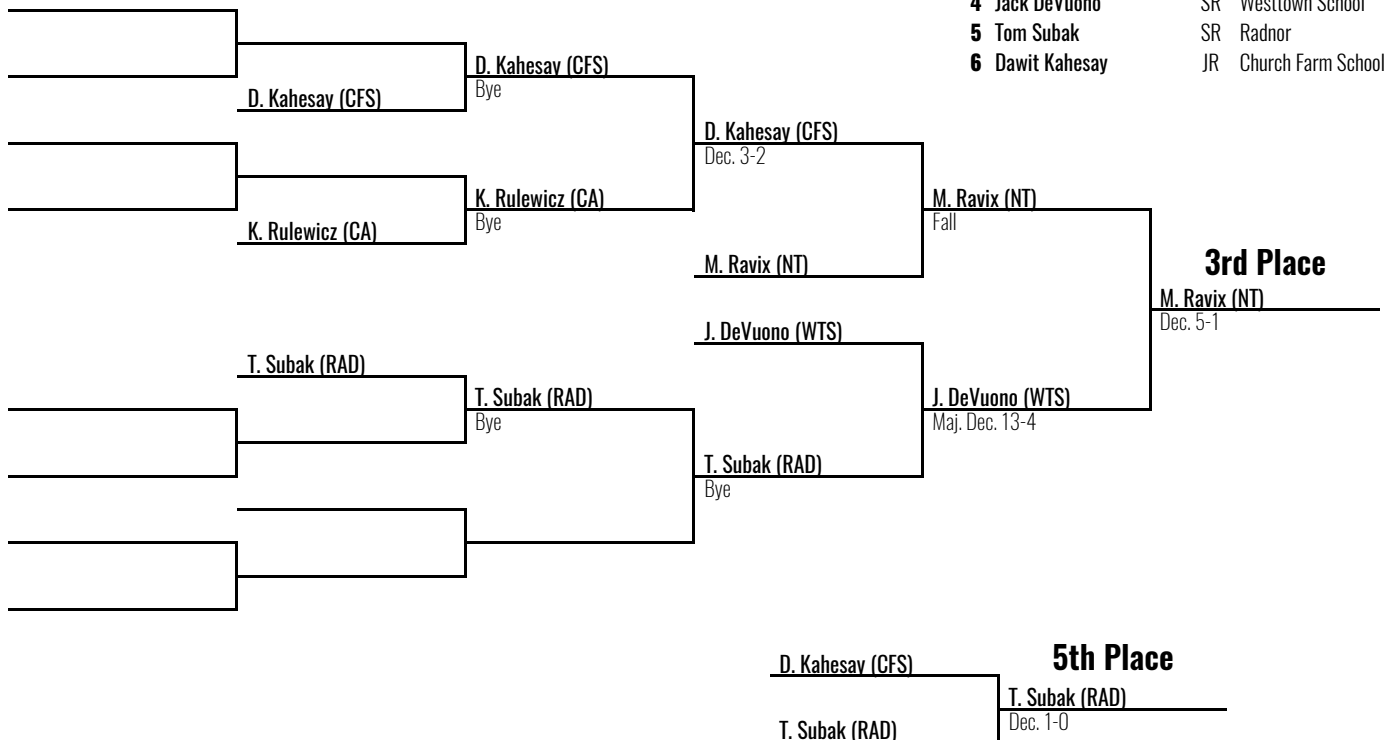 4 Jack DeVuono SR Westtown School
5 Tom Subak SR Radnor
6 Dawit Kahesay JR Church Farm School
D. Kahesay (CFS)
Bye
D. Kahesay (CFS)
D. Kahesay (CFS)
Dec. 3-2
K. Rulewicz (CA)
Bye
K. Rulewicz (CA)
M. Ravix (NT)
Fall
M. Ravix (NT)
3rd Place
M. Ravix (NT)
Dec. 5-1
J. DeVuono (WTS)
T. Subak (RAD)
T. Subak (RAD)
Bye
J. DeVuono (WTS)
Maj. Dec. 13-4
T. Subak (RAD)
Bye
5th Place
D. Kahesay (CFS)
T. Subak (RAD)
Dec. 1-0
T. Subak (RAD)